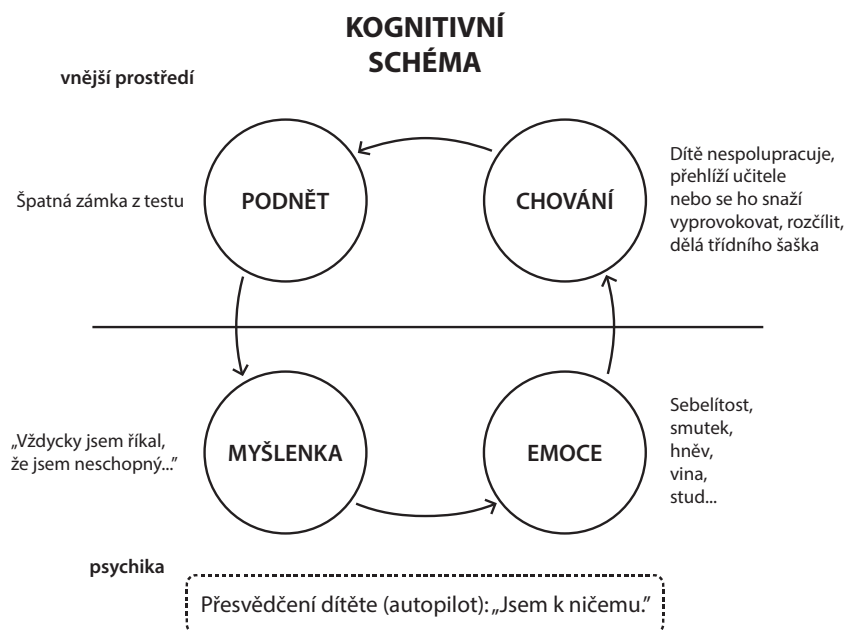 KOGNITIVNÍ
SCHÉMA
vnější prostředí
Špatná zámka z testu
PODNĚT
CHOVÁNÍ
Dítě nespolupracuje,
přehlíží učitele
nebo se ho snaží
vyprovokovat, rozčílit,
dělá třídního šaška
„Vždycky jsem říkal,
že jsem neschopný...”
MYŠLENKA
EMOCE
Sebelítost,
smutek,
hněv,
vina,
stud...
psychika
Přesvědčení dítěte (autopilot): „Jsem k ničemu.”